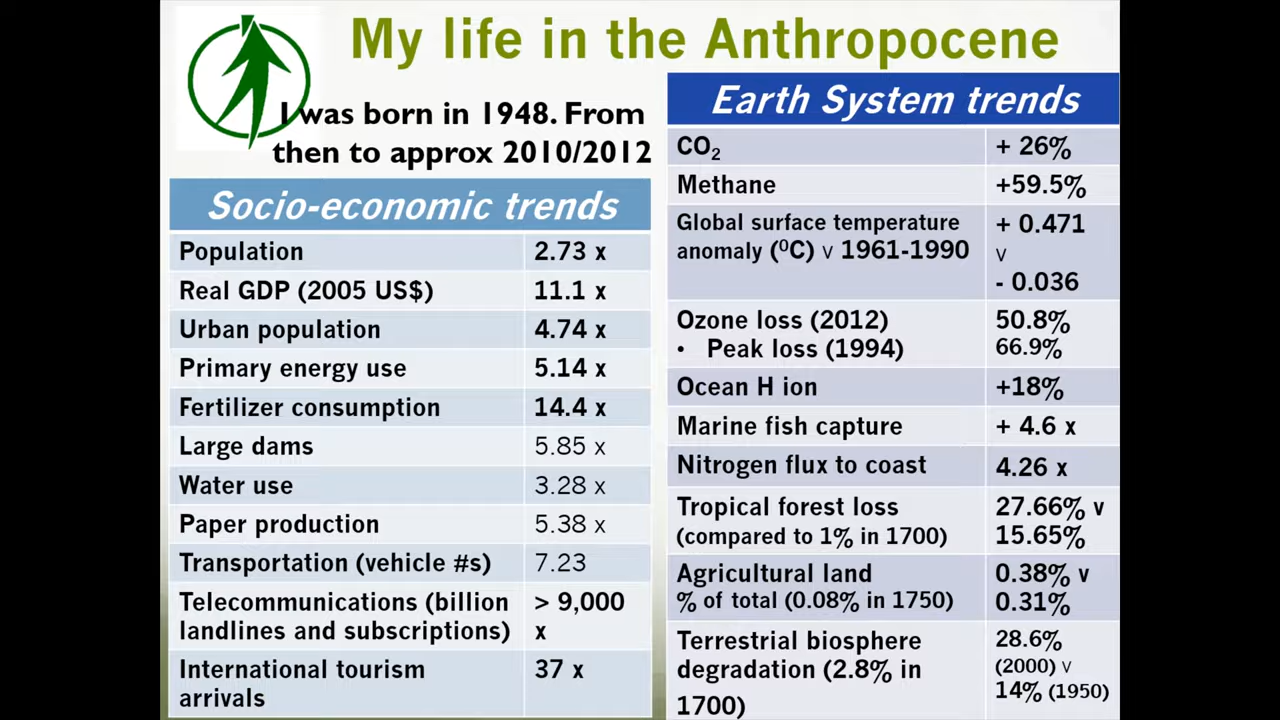 My life in the Anthropocene
I was born in 1948. From
then to approx 2010/2012
Socio-economic trends
Population 2.73 x
Real GDP (2005 US$) 11.1 x
Urban population 4.74 x
Primary energy use 5.14 x
Fertilizer consumption 14.4 x
Large dams 5.85 x
Water use 3.28 x
Paper production 5.38 x
Transportation (vehicle #s) 7.23
Telecommunications (billion > 9,000
landlines and subscriptions) x
International tourism 37 x
arrivals
Earth System trends
CO₂ + 26%
Methane +59.5%
Global surface temperature + 0.471
anomaly (⁰C) v 1961-1990 v
- 0.036
Ozone loss (2012) 50.8%
• Peak loss (1994) 66.9%
Ocean H ion +18%
Marine fish capture + 4.6 x
Nitrogen flux to coast 4.26 x
Tropical forest loss 27.66% v
(compared to 1% in 1700) 15.65%
Agricultural land 0.38% v
% of total (0.08% in 1750) 0.31%
Terrestrial biosphere 28.6%
degradation (2.8% in (2000) v
1700) 14% (1950)